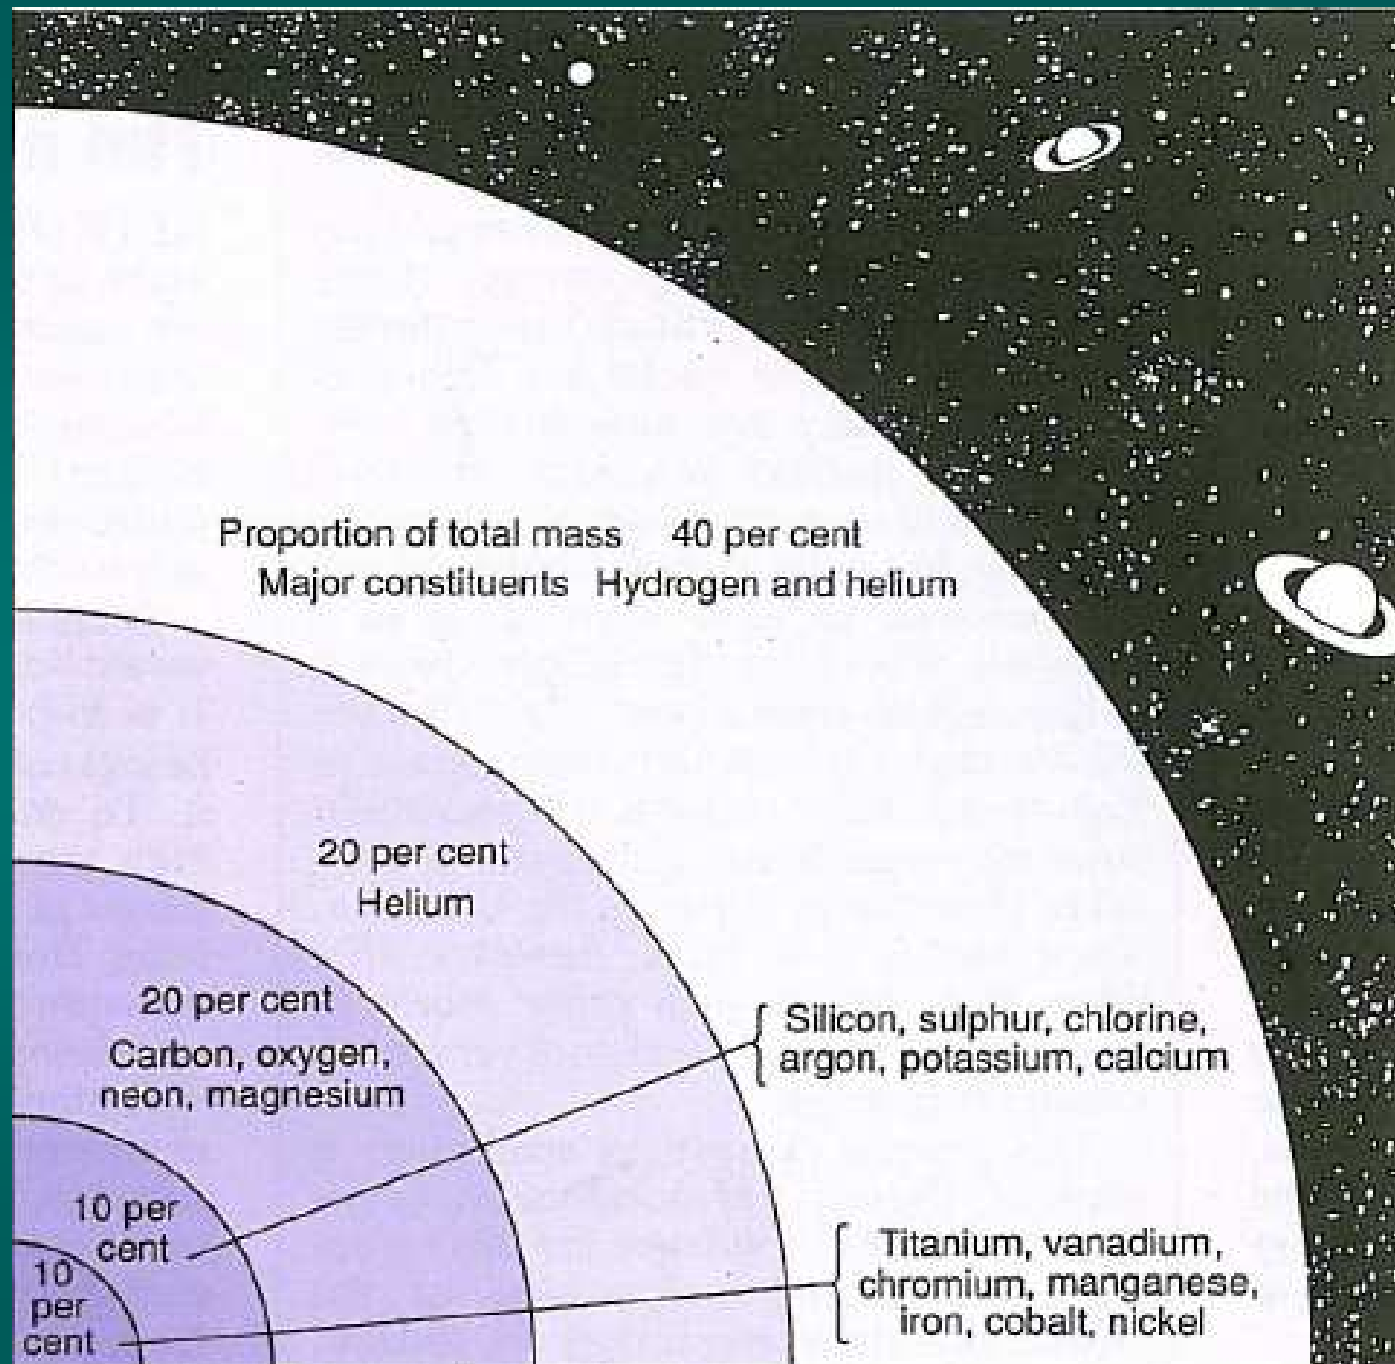 Proportion of total mass 40 per cent
Major constituents Hydrogen and helium
20 per cent
Helium
20 per cent
Carbon, oxygen,
neon, magnesium
Silicon, sulphur, chlorine,
argon, potassium, calcium
10 per
cent
10
per
cent
Titanium, vanadium,
chromium, manganese,
iron, cobalt, nickel